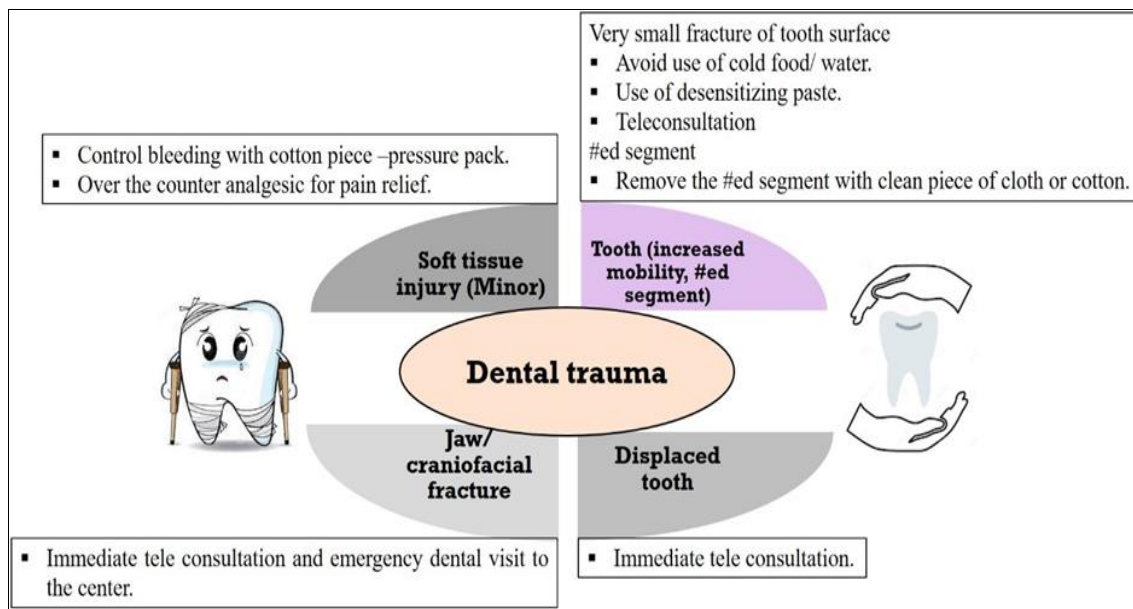 Very small fracture of tooth surface
▪ Avoid use of cold food/ water.
▪ Use of desensitizing paste.
▪ Teleconsultation
#ed segment
▪ Remove the #ed segment with clean piece of cloth or cotton.
▪ Control bleeding with cotton piece –pressure pack.
▪ Over the counter analgesic for pain relief.
Soft tissue
injury (Minor)
Tooth (increased
mobility, #ed
segment)
Dental trauma
Jaw/
craniofacial
fracture
Displaced
tooth
▪ Immediate tele consultation and emergency dental visit to
the center.
▪ Immediate tele consultation.